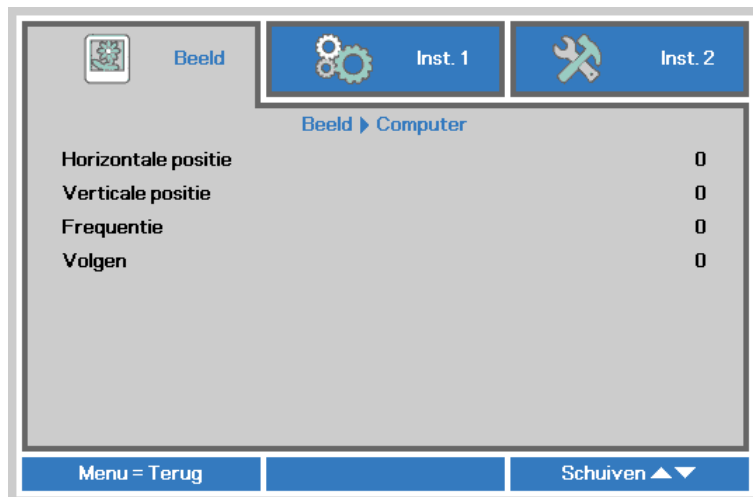 Beeld Inst. 1 Inst. 2
Beeld ▶ Computer
Horizontale positie 0
Verticale positie 0
Frequentie 0
Volgen 0
Menu = Terug Schuiven ▲▼